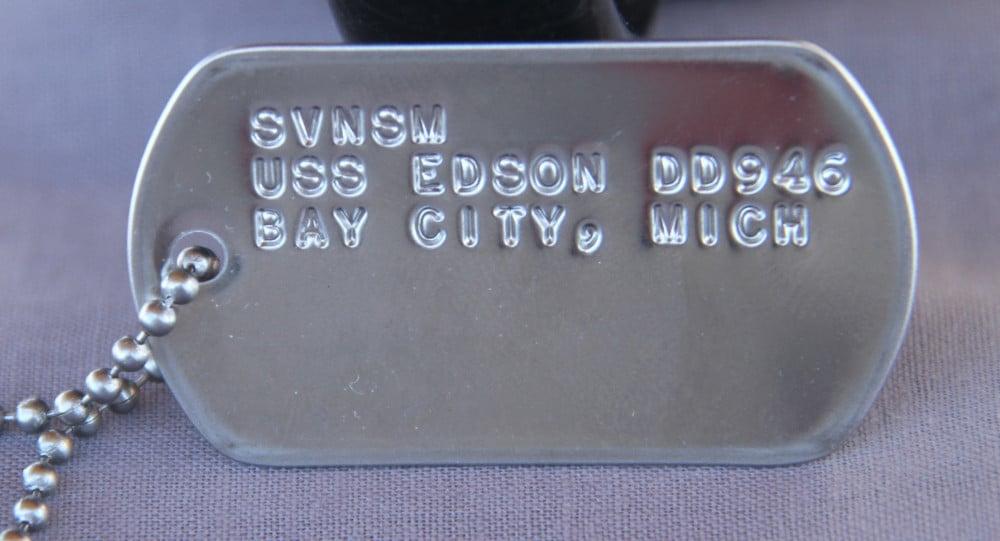 SVNSM
USS EDSON DD946
BAY CITY, MICH